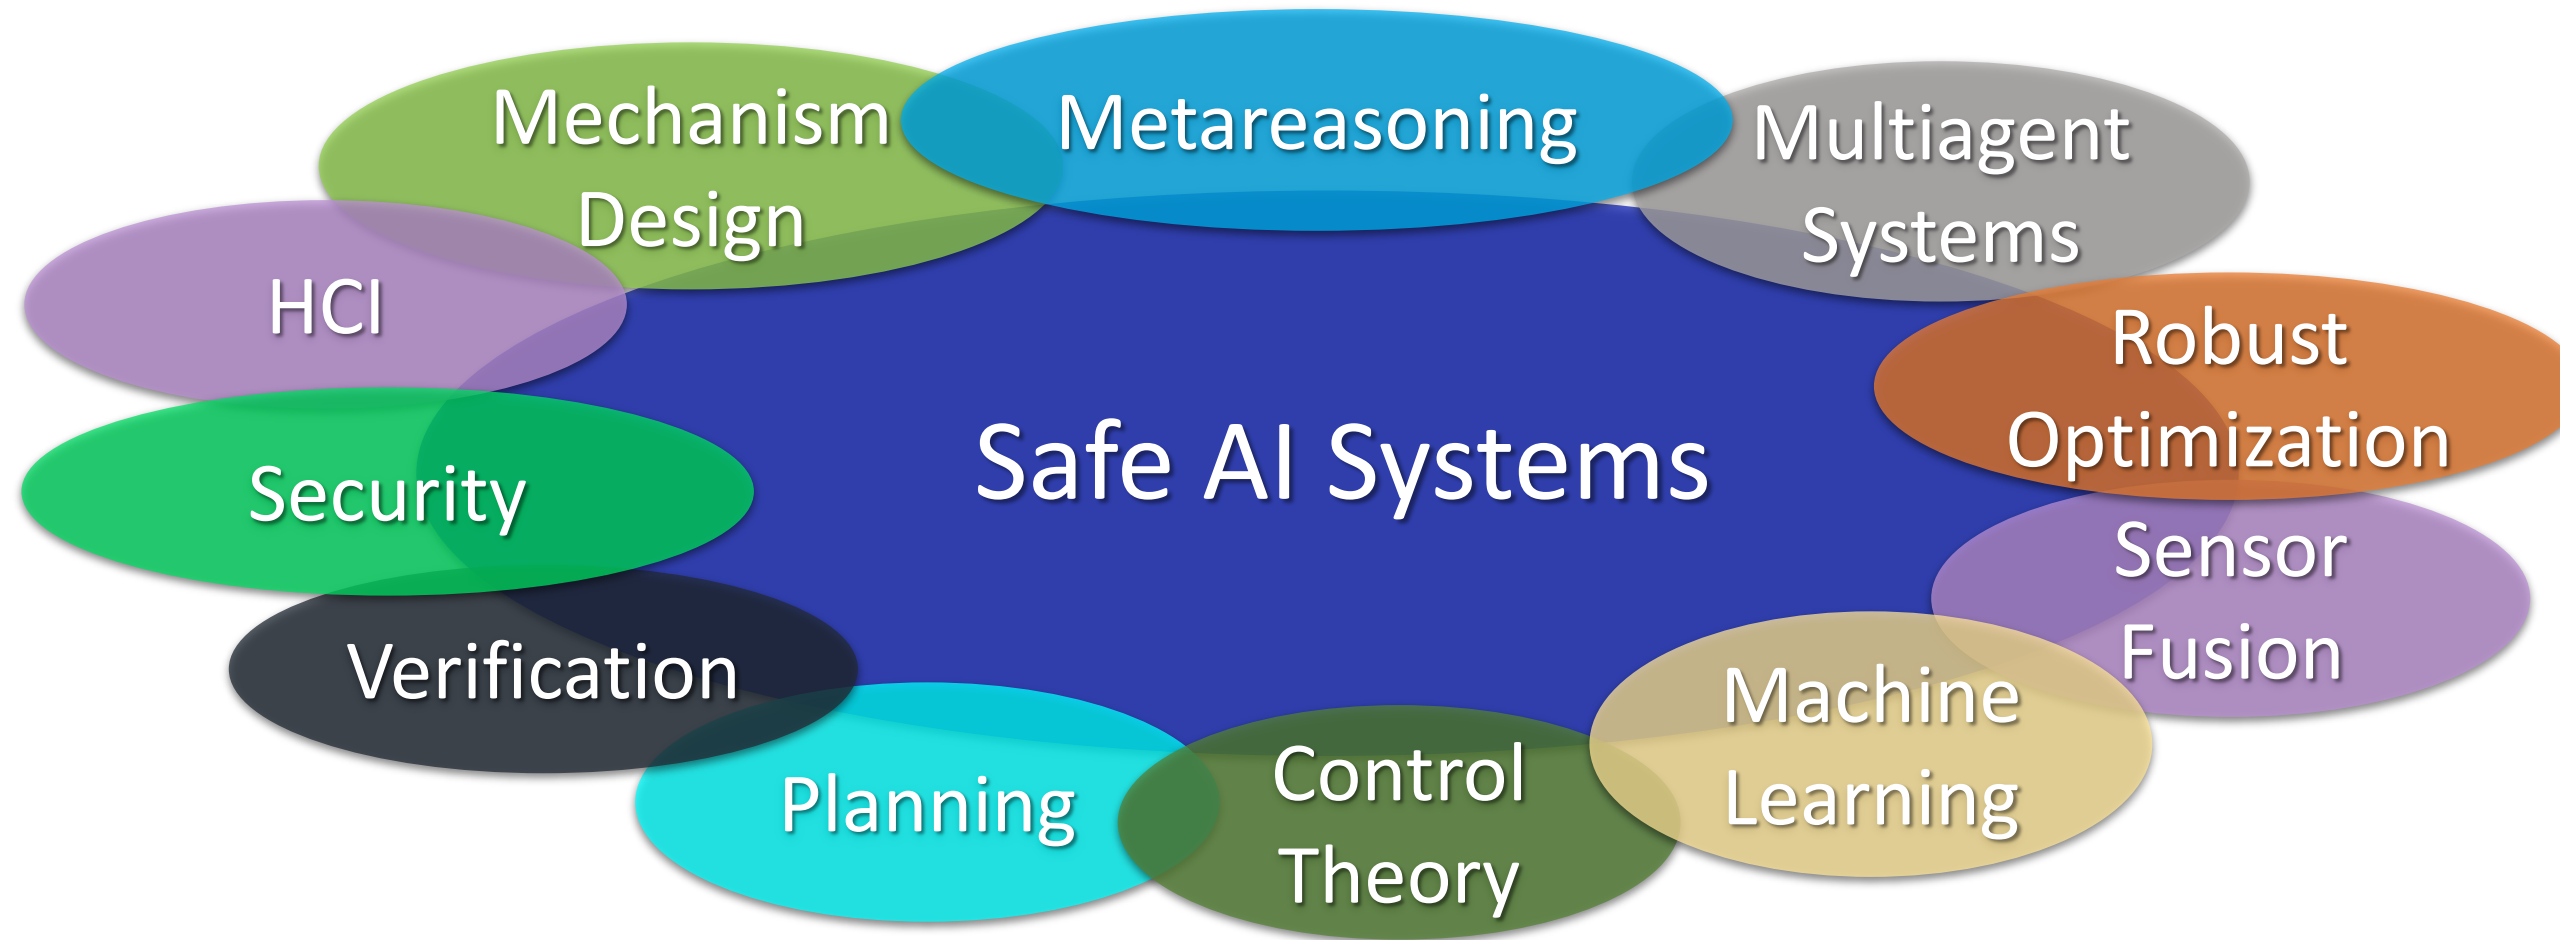 Mechanism
Design
Metareasoning
Multiagent
Systems
HCI
Robust
Optimization
Security
Safe AI Systems
Sensor
Fusion
Verification
Machine
Learning
Planning
Control
Theory